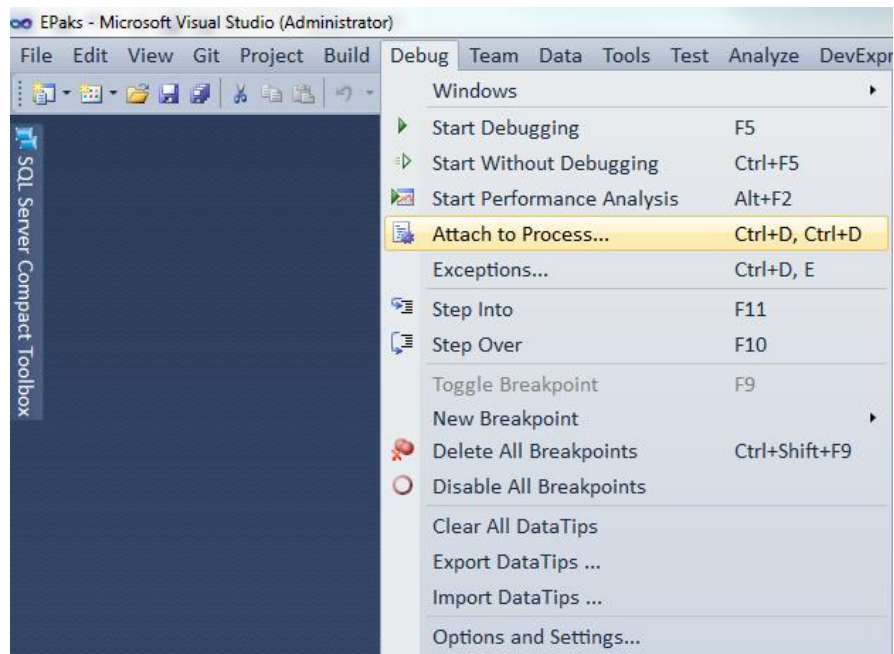 EPaks - Microsoft Visual Studio (Administrator)
File Edit View Git Project Build Debug Team Data Tools Test Analyze DevExpr
Windows
Start Debugging F5
Start Without Debugging Ctrl+F5
Start Performance Analysis Alt+F2
Attach to Process... Ctrl+D, Ctrl+D
Exceptions... Ctrl+D, E
Step Into F11
Step Over F10
Toggle Breakpoint F9
New Breakpoint
Delete All Breakpoints Ctrl+Shift+F9
Disable All Breakpoints
Clear All DataTips
Export DataTips ...
Import DataTips ...
Options and Settings...
SQL Server Compact Toolbox